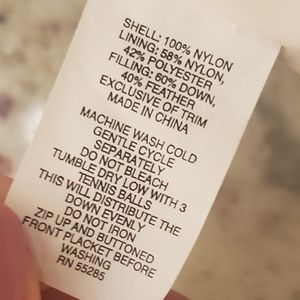 SHELL: 100% NYLON
LINING: 58% NYLON,
42% POLYESTER
FILLING: 60% DOWN,
40% FEATHER
EXCLUSIVE OF TRIM
MADE IN CHINA
MACHINE WASH COLD
GENTLE CYCLE
SEPARATELY
DO NOT BLEACH
TUMBLE DRY LOW WITH 3
TENNIS BALLS
THIS WILL DISTRIBUTE THE
DOWN EVENLY
DO NOT IRON
ZIP UP AND BUTTONED
FRONT PLACKET BEFORE
WASHING
RN 55285